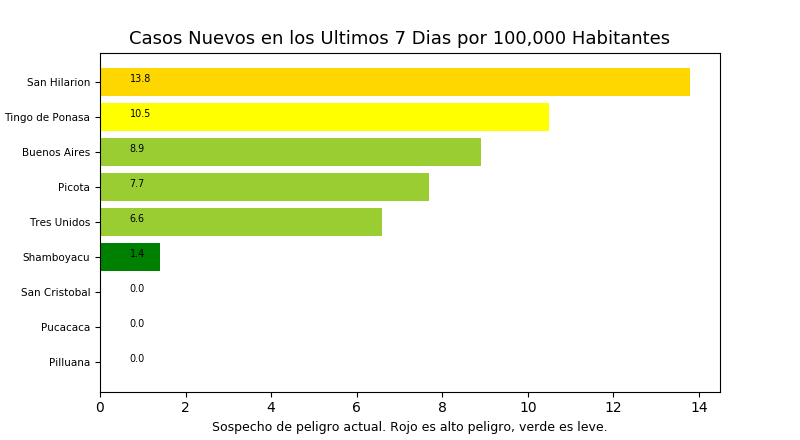 Casos Nuevos en los Ultimos 7 Dias por 100,000 Habitantes
San Hilarion 13.8
Tingo de Ponasa 10.5
Buenos Aires 8.9
Picota 7.7
Tres Unidos 6.6
Shamboyacu 1.4
San Cristobal 0.0
Pucacaca 0.0
Pilluana 0.0
0 2 4 6 8 10 12 14
Sospecho de peligro actual. Rojo es alto peligro, verde es leve.